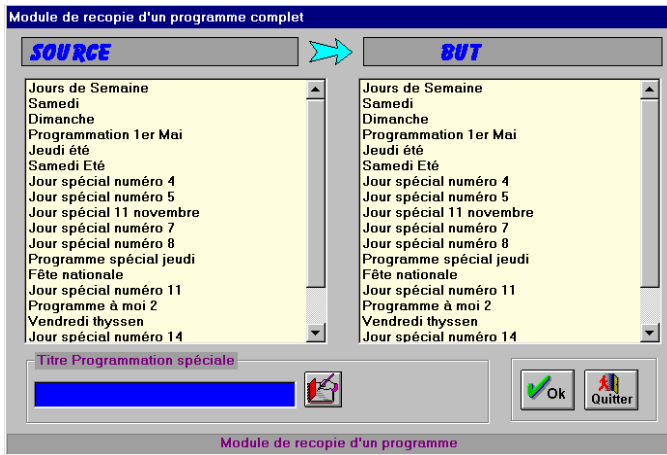 Module de recopie d'un programme complet
SOURCE
BUT
Jours de Semaine
Samedi
Dimanche
Programmation 1er Mai
Jeudi été
Samedi Eté
Jour spécial numéro 4
Jour spécial numéro 5
Jour spécial 11 novembre
Jour spécial numéro 7
Jour spécial numéro 8
Programme spécial jeudi
Fête nationale
Jour spécial numéro 11
Programme à moi 2
Vendredi thyssen
Jour spécial numéro 14
Jours de Semaine
Samedi
Dimanche
Programmation 1er Mai
Jeudi été
Samedi Eté
Jour spécial numéro 4
Jour spécial numéro 5
Jour spécial 11 novembre
Jour spécial numéro 7
Jour spécial numéro 8
Programme spécial jeudi
Fête nationale
Jour spécial numéro 11
Programme à moi 2
Vendredi thyssen
Jour spécial numéro 14
Titre Programmation spéciale
Ok
Quitter
Module de recopie d'un programme